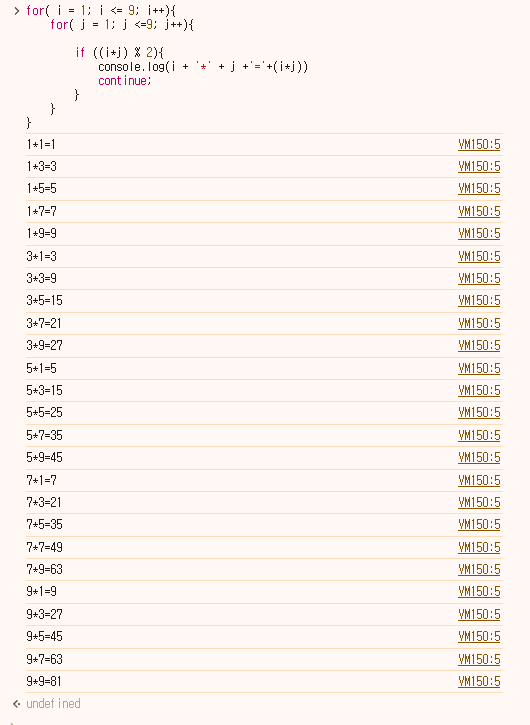 for( i = 1; i <= 9; i++){
for( j = 1; j <=9; j++){
if ((i*j) % 2){
console.log(i + '*' + j +'='+(i*j))
continue;
}
}
}
1*1=1 VM150:5
1*3=3 VM150:5
1*5=5 VM150:5
1*7=7 VM150:5
1*9=9 VM150:5
3*1=3 VM150:5
3*3=9 VM150:5
3*5=15 VM150:5
3*7=21 VM150:5
3*9=27 VM150:5
5*1=5 VM150:5
5*3=15 VM150:5
5*5=25 VM150:5
5*7=35 VM150:5
5*9=45 VM150:5
7*1=7 VM150:5
7*3=21 VM150:5
7*5=35 VM150:5
7*7=49 VM150:5
7*9=63 VM150:5
9*1=9 VM150:5
9*3=27 VM150:5
9*5=45 VM150:5
9*7=63 VM150:5
9*9=81 VM150:5
undefined